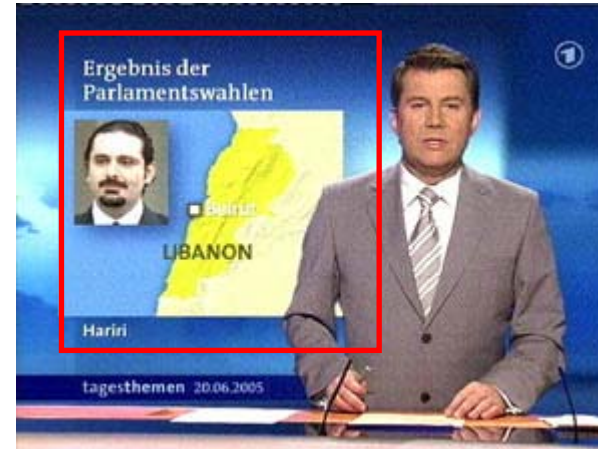 Ergebnis der
Parlamentswahlen
Beirut
LIBANON
Hariri
tagesthemen 20.06.2005